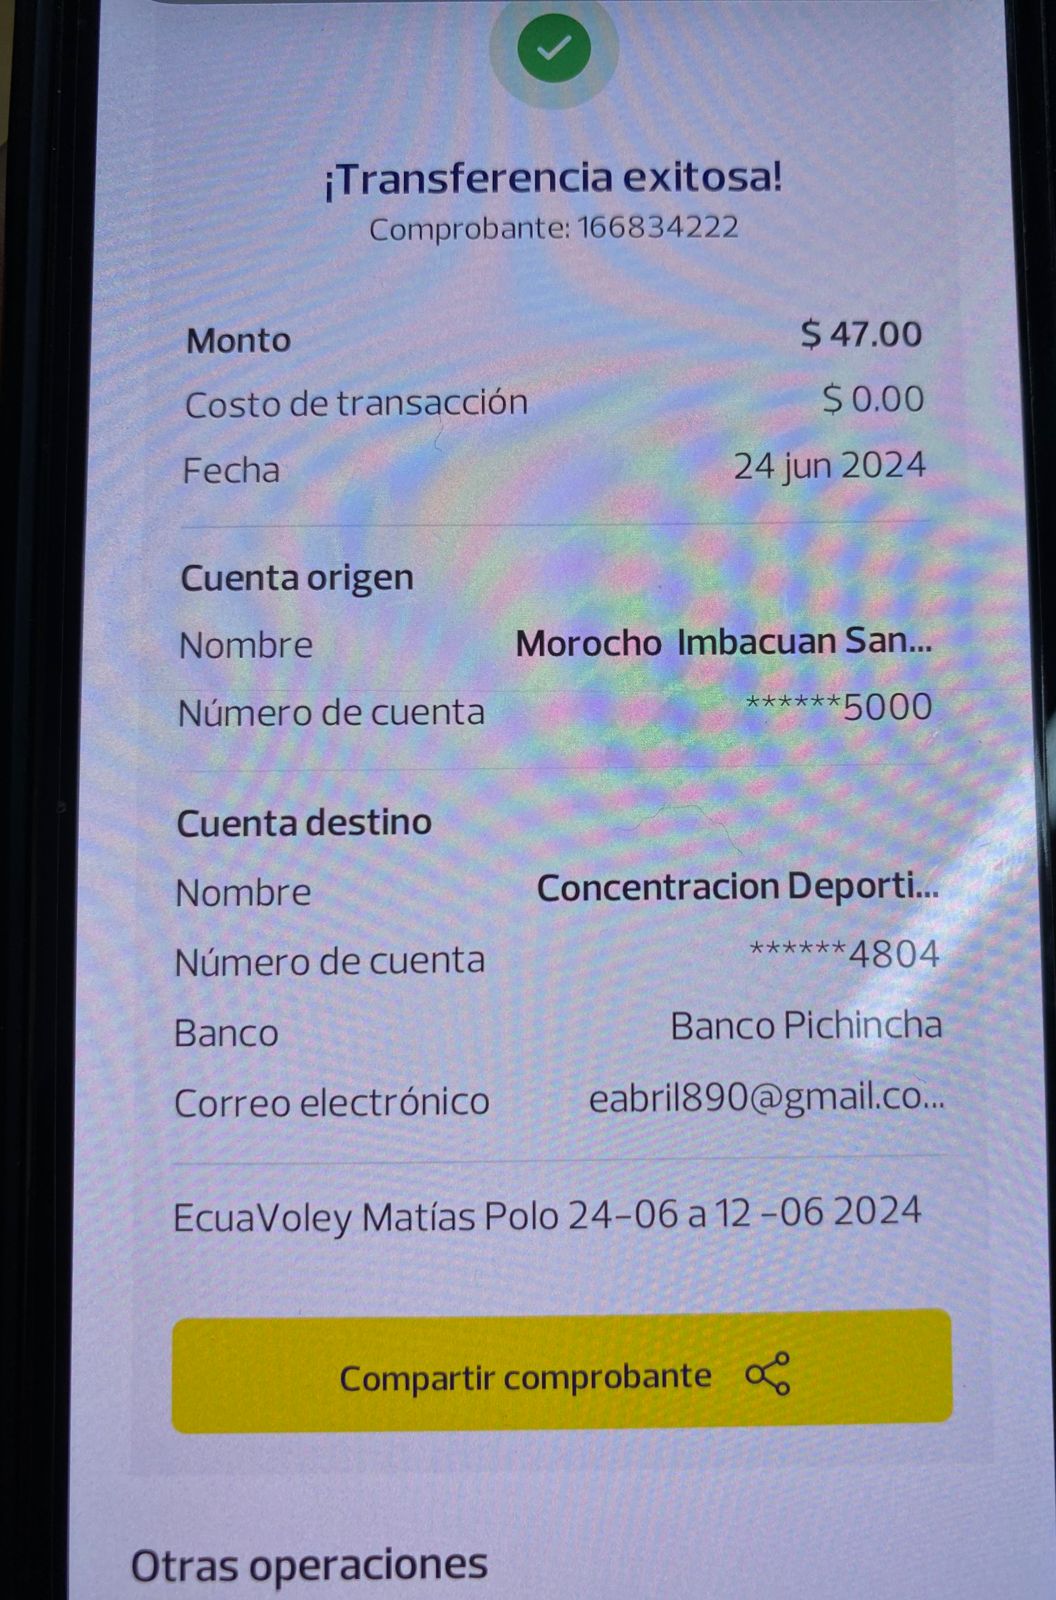 ¡Transferencia exitosa!
Comprobante: 166834222
Monto $ 47.00
Costo de transacción $ 0.00
Fecha 24 jun 2024
Cuenta origen
Nombre Morocho Imbacuan San...
Número de cuenta ******5000
Cuenta destino
Nombre Concentracion Deporti...
Número de cuenta ******4804
Banco Banco Pichincha
Correo electrónico eabril890@gmail.co...
EcuaVoley Matías Polo 24-06 a 12 -06 2024
Compartir comprobante
Otras operaciones